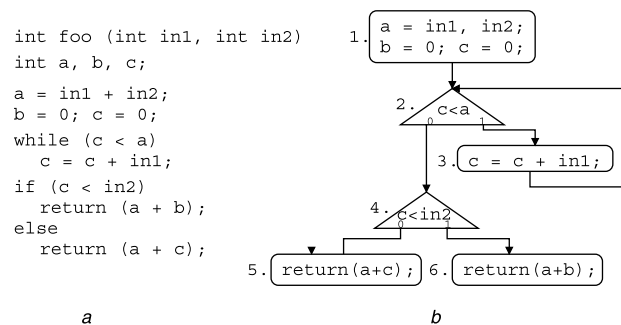 int foo (int in1, int in2)
int a, b, c;
a = in1 + in2;
b = 0; c = 0;
while (c < a)
c = c + in1;
if (c < in2)
return (a + b);
else
return (a + c);
a
1. a = in1, in2;
b = 0; c = 0;
2. c<a
0 1
3. c = c + in1;
4. c<in2
0 1
5. return(a+c);
6. return(a+b);
b